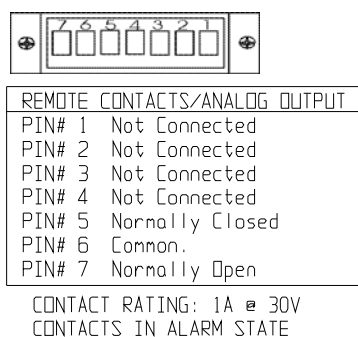 7 6 5 4 3 2 1
REMOTE CONTACTS/ANALOG OUTPUT
PIN# 1 Not Connected
PIN# 2 Not Connected
PIN# 3 Not Connected
PIN# 4 Not Connected
PIN# 5 Normally Closed
PIN# 6 Common.
PIN# 7 Normally Open
CONTACT RATING: 1A @ 30V
CONTACTS IN ALARM STATE